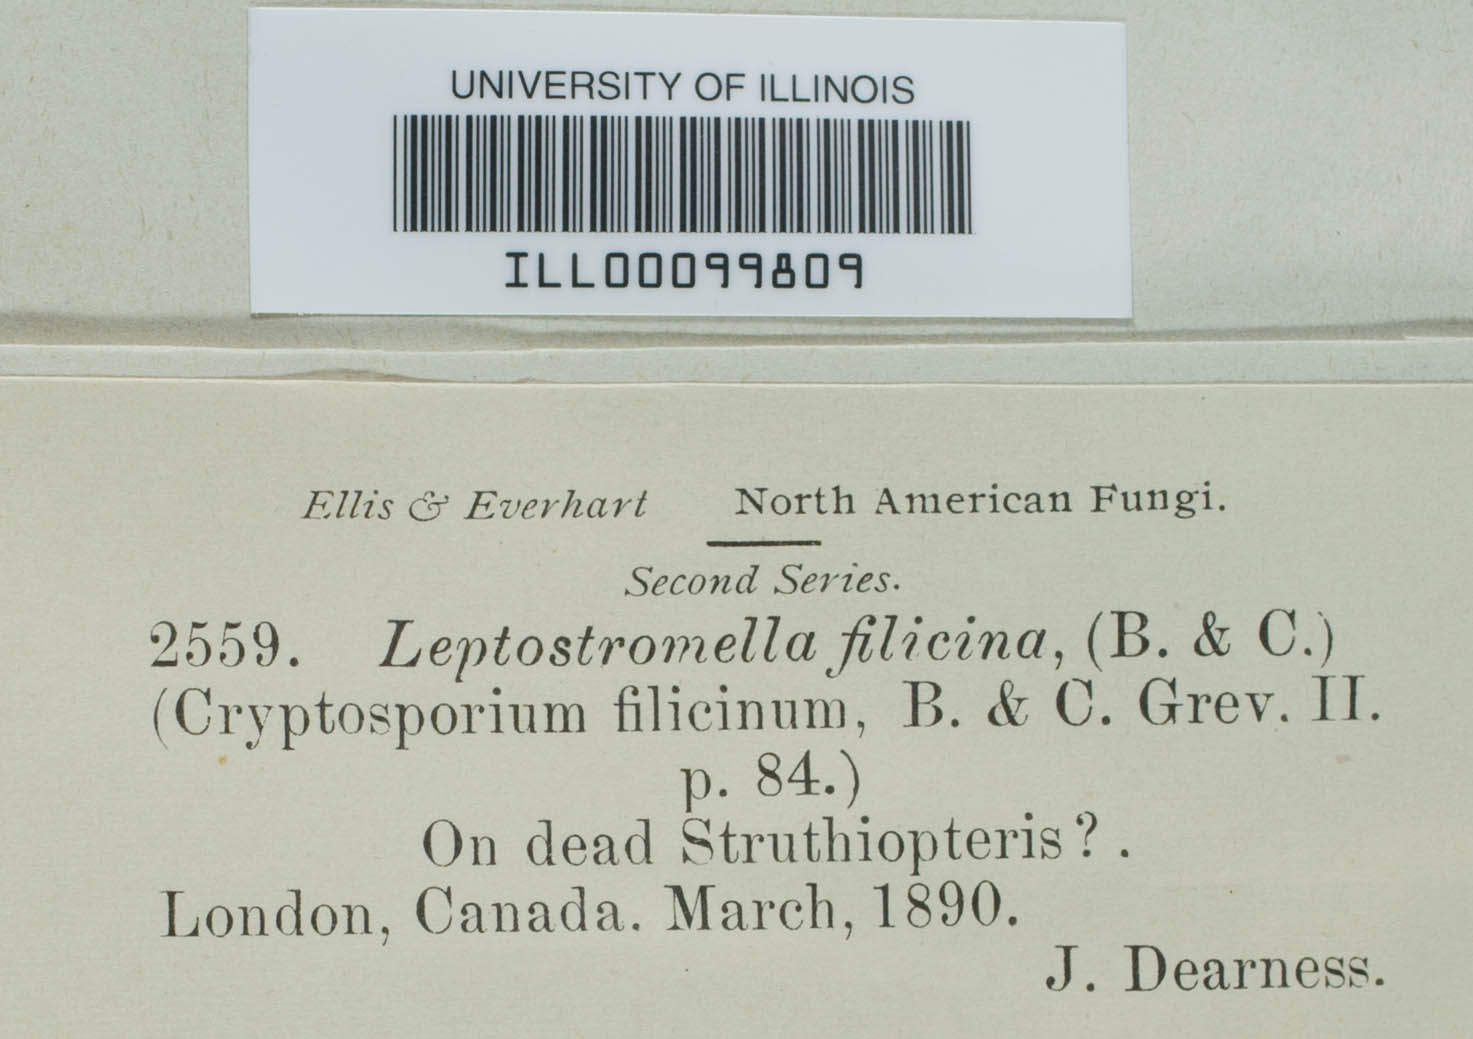 UNIVERSITY OF ILLINOIS
ILL00099809
Ellis & Everhart North American Fungi.
Second Series.
2559. Leptostromella filicina, (B. & C.)
(Cryptosporium filicinum, B. & C. Grev. II.
p. 84.)
On dead Struthiopteris?.
London, Canada. March, 1890.
J. Dearness.